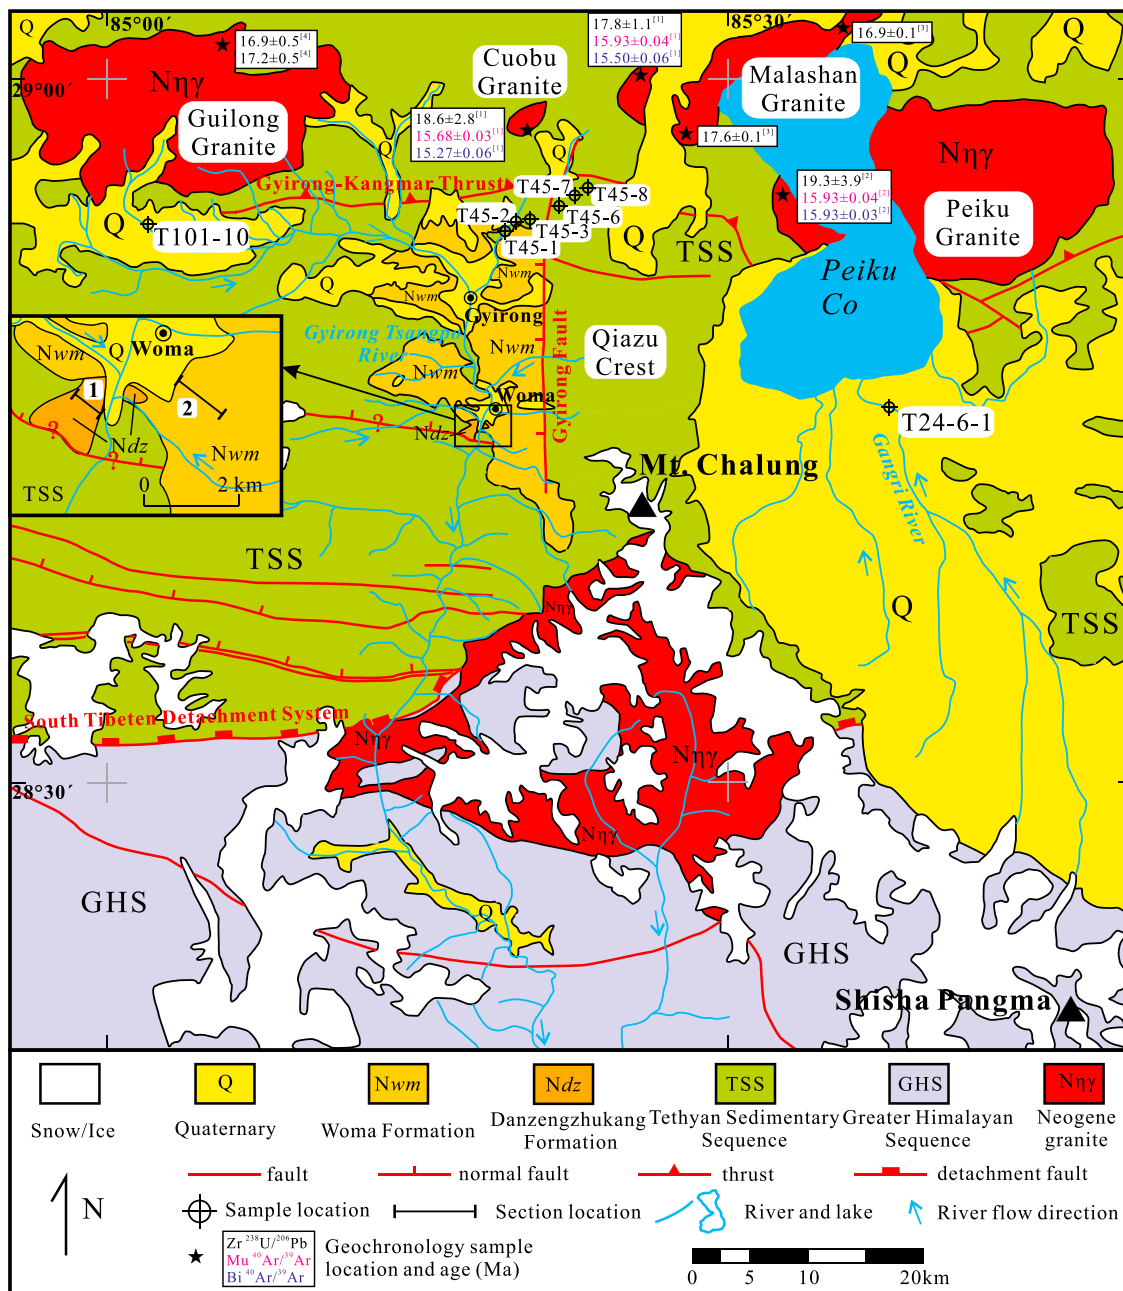 85°00′
85°30′
29°00′
28°30′
Q
16.9±0.5[4]
17.2±0.5[4]
Nηγ
Guilong
Granite
Cuobu
Granite
18.6±2.8[1]
15.68±0.03[1]
15.27±0.06[1]
17.8±1.1[1]
15.93±0.04[1]
15.50±0.06[1]
16.9±0.1[3]
Malashan
Granite
Q
Q
17.6±0.1[3]
Nηγ
19.3±3.9[2]
15.93±0.04[2]
15.93±0.03[2]
Peiku
Granite
Q
Q
Gyirong-Kangmar Thrust
T45-7
T45-8
T45-2
T45-6
T45-3
T45-1
Q
T101-10
Q
TSS
TSS
Peiku
Co
Q
Nwm
Nwm
Gyirong
Gyirong Tsangpo
River
Nwm
Nwm
Gyirong Fault
Qiazu
Crest
Woma
Ndz
?
?
Nwm
Q
Woma
1
2
?
Ndz
?
Nwm
TSS
0
2 km
T24-6-1
Gangri River
Mt. Chalung
TSS
Nηγ
Q
TSS
South Tibeten Detachment System
Nηγ
Nηγ
Nηγ
GHS
Q
GHS
Shisha Pangma
Q
Nwm
Ndz
TSS
GHS
Nηγ
Snow/Ice
Quaternary
Woma Formation
Danzengzhukang
Formation
Tethyan Sedimentary
Sequence
Greater Himalayan
Sequence
Neogene
granite
N
fault
normal fault
thrust
detachment fault
Sample location
Section location
River and lake
River flow direction
Zr 238U/206Pb
Mu 40Ar/39Ar
Bi 40Ar/39Ar
Geochronology sample
location and age (Ma)
0
5
10
20km